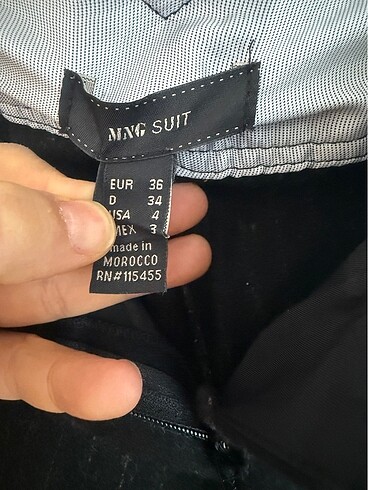 MNG SUIT
EUR 36
D 34
USA 4
MEX 3
made in
MOROCCO
RN#115455